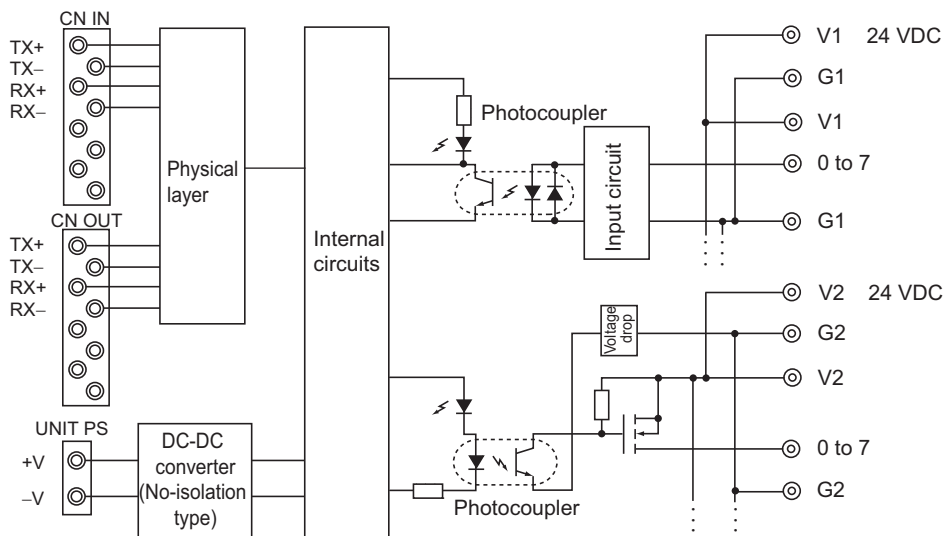 CN IN
TX+
TX−
RX+
RX−
Physical
layer
CN OUT
TX+
TX−
RX+
RX−
UNIT PS
+V
−V
DC-DC
converter
(No-isolation
type)
Internal
circuits
Photocoupler
Input circuit
V1 24 VDC
G1
V1
0 to 7
G1
Voltage
drop
Photocoupler
V2 24 VDC
G2
V2
0 to 7
G2